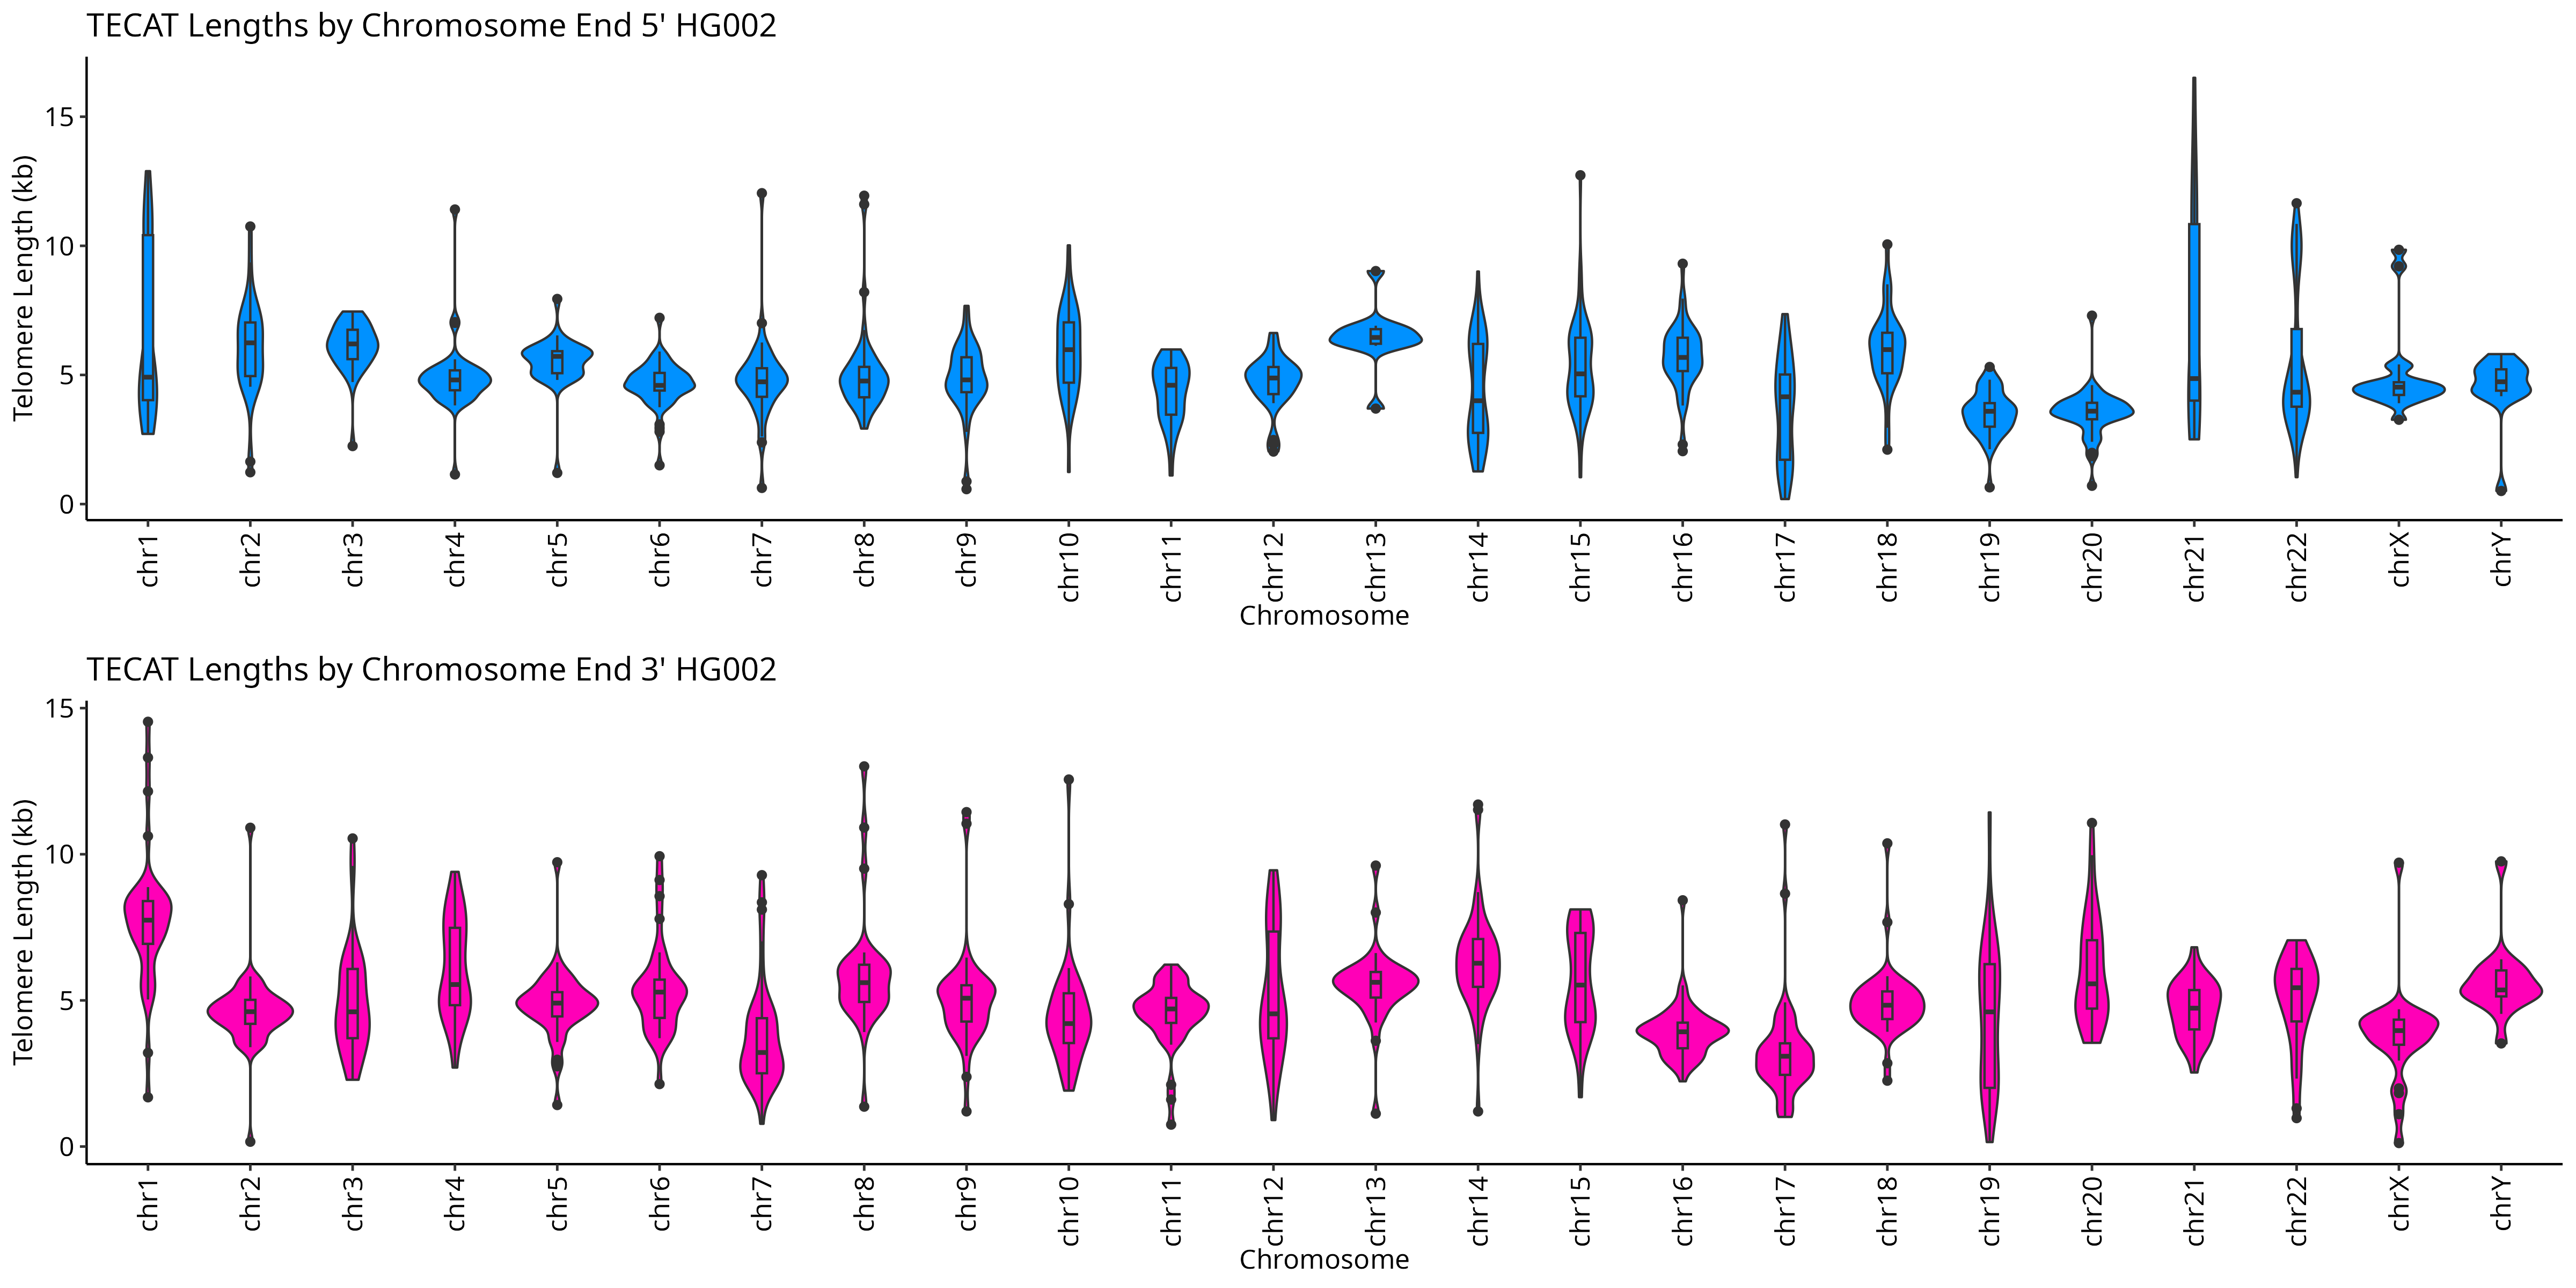 TECAT Lengths by Chromosome End 5' HG002
Telomere Length (kb)
15
10
5
0
chr1 chr2 chr3 chr4 chr5 chr6 chr7 chr8 chr9 chr10 chr11 chr12 chr13 chr14 chr15 chr16 chr17 chr18 chr19 chr20 chr21 chr22 chrX chrY
Chromosome
TECAT Lengths by Chromosome End 3' HG002
Telomere Length (kb)
15
10
5
0
chr1 chr2 chr3 chr4 chr5 chr6 chr7 chr8 chr9 chr10 chr11 chr12 chr13 chr14 chr15 chr16 chr17 chr18 chr19 chr20 chr21 chr22 chrX chrY
Chromosome